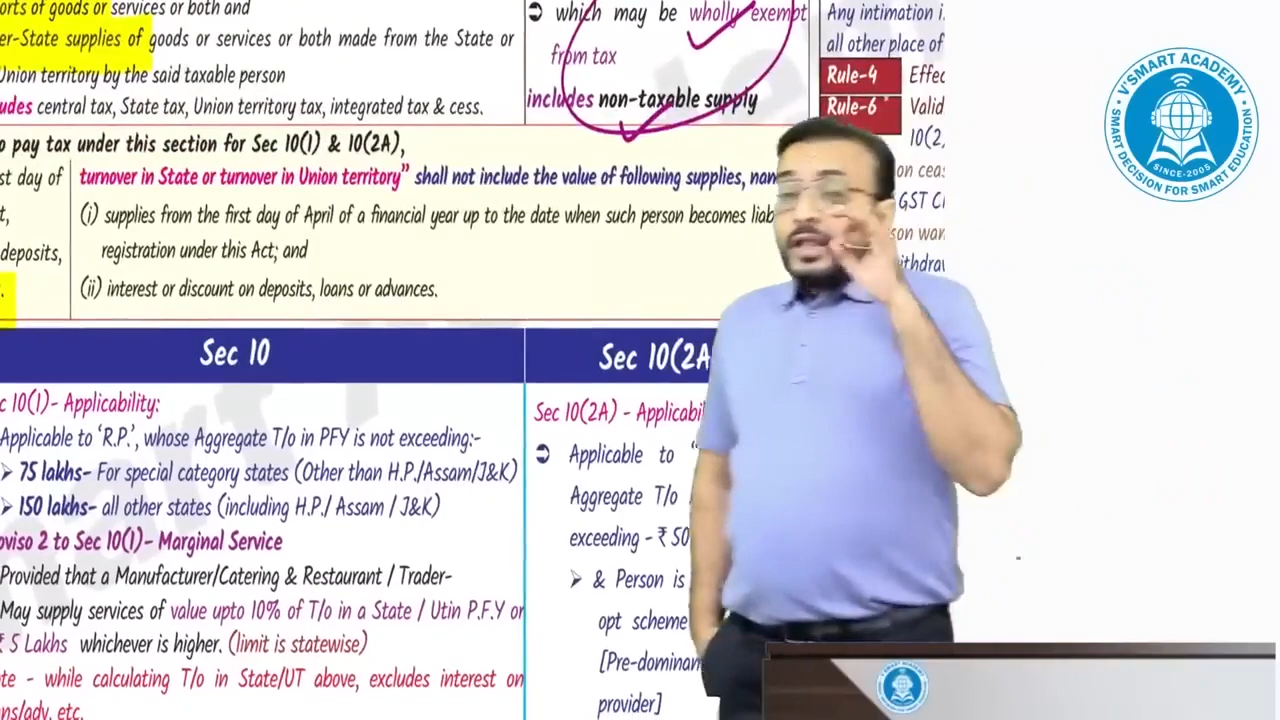 orts of goods or services or both and
er-State supplies of goods or services or both made from the State or
Union territory by the said taxable person
udes central tax, State tax, Union territory tax, integrated tax & cess.
which may be wholly exempt
from tax
includes non-taxable supply
Any intimation i
all other place of
Rule-4 Effec
Rule-6 Valid
10(2,
on ceas
GST C
son wan
ithdraw
o pay tax under this section for Sec 10(1) & 10(2A),
st day of
t,
deposits,
turnover in State or turnover in Union territory” shall not include the value of following supplies, nam
(i) supplies from the first day of April of a financial year up to the date when such person becomes liab
registration under this Act; and
(ii) interest or discount on deposits, loans or advances.
Sec 10
c 10(1)- Applicability:
Applicable to ‘R.P.’, whose Aggregate T/o in PFY is not exceeding:-
➢ 75 lakhs- For special category states (Other than H.P./Assam/J&K)
➢ 150 lakhs- all other states (including H.P./ Assam / J&K)
oviso 2 to Sec 10(1)- Marginal Service
Provided that a Manufacturer/Catering & Restaurant / Trader-
May supply services of value upto 10% of T/o in a State / Utin P.F.Y or
₹ 5 Lakhs whichever is higher. (limit is statewise)
te - while calculating T/o in State/UT above, excludes interest on
ns/adv. etc.
Sec 10(2A
Sec 10(2A) - Applicabil
Applicable to “
Aggregate T/o
exceeding - ₹ 50
➢ & Person is
opt scheme
[Pre-dominan
provider]
VSMART ACADEMY
SINCE-2005
SMART DECISION FOR SMART EDUCATION